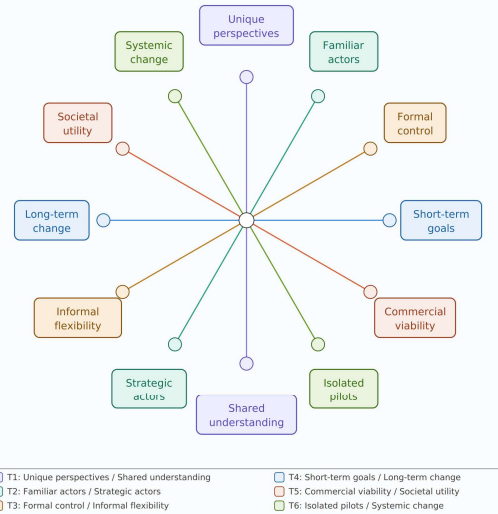 Unique
perspectives
Systemic
change
Familiar
actors
Societal
utility
Formal
control
Long-term
change
Short-term
goals
Informal
flexibility
Commercial
viability
Strategic
actors
Isolated
pilots
Shared
understanding
T1: Unique perspectives / Shared understanding
T4: Short-term goals / Long-term change
T2: Familiar actors / Strategic actors
T5: Commercial viability / Societal utility
T3: Formal control / Informal flexibility
T6: Isolated pilots / Systemic change